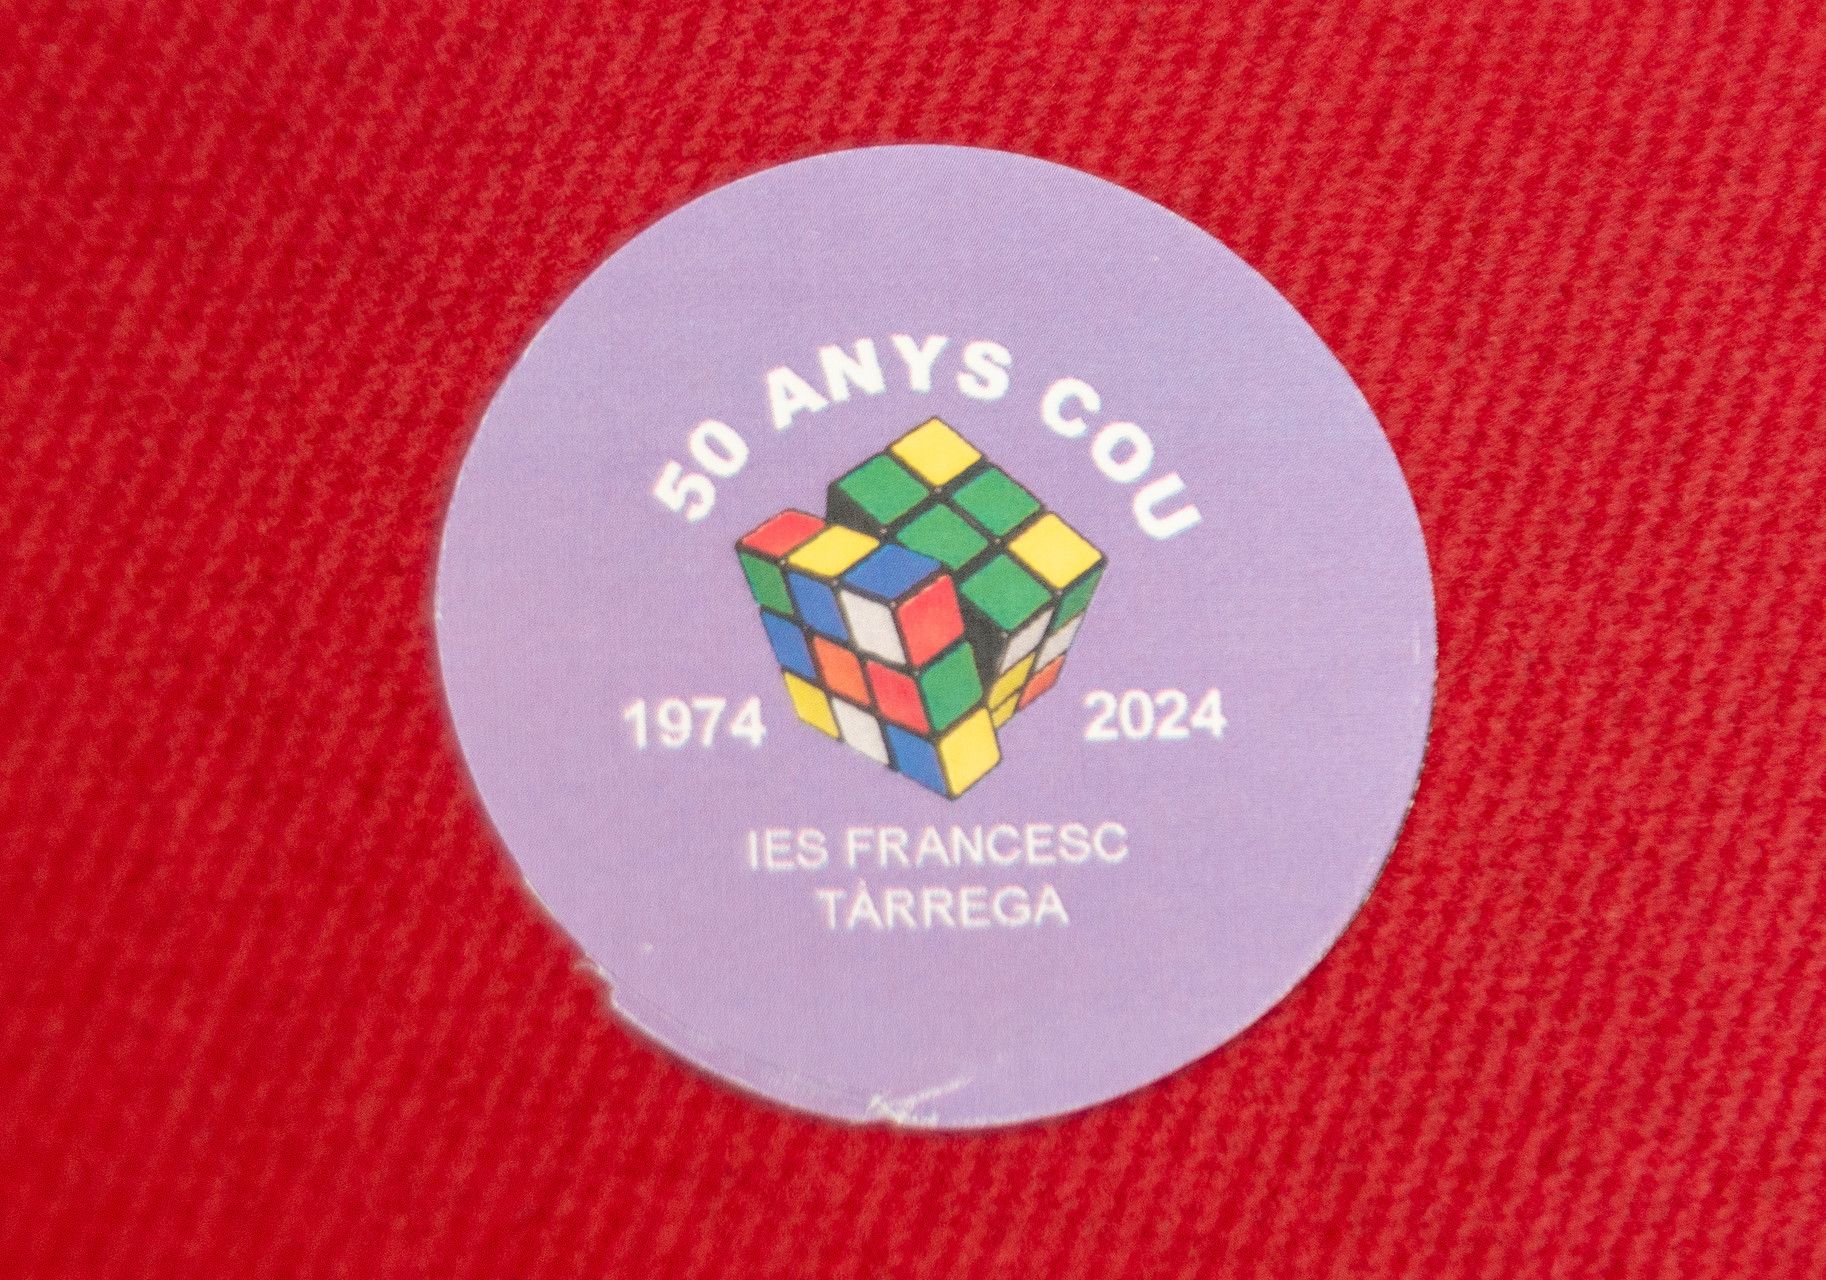 50 ANYS COU
1974
2024
IES FRANCESC
TÀRREGA